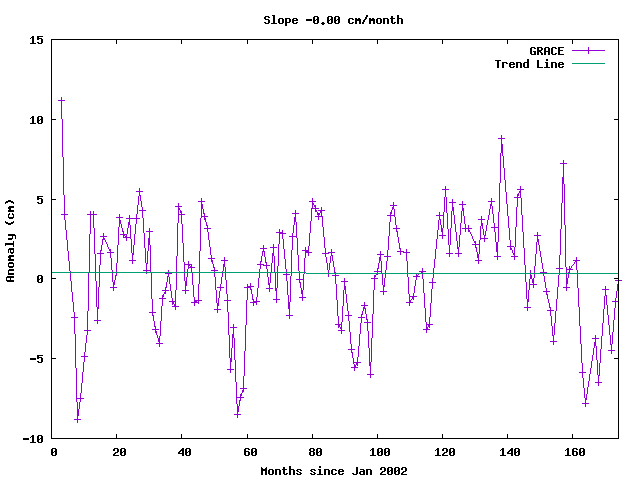 Slope -0.00 cm/month
15
GRACE
Trend Line
10
5
0
-5
-10
Anomaly (cm)
0 20 40 60 80 100 120 140 160
Months since Jan 2002